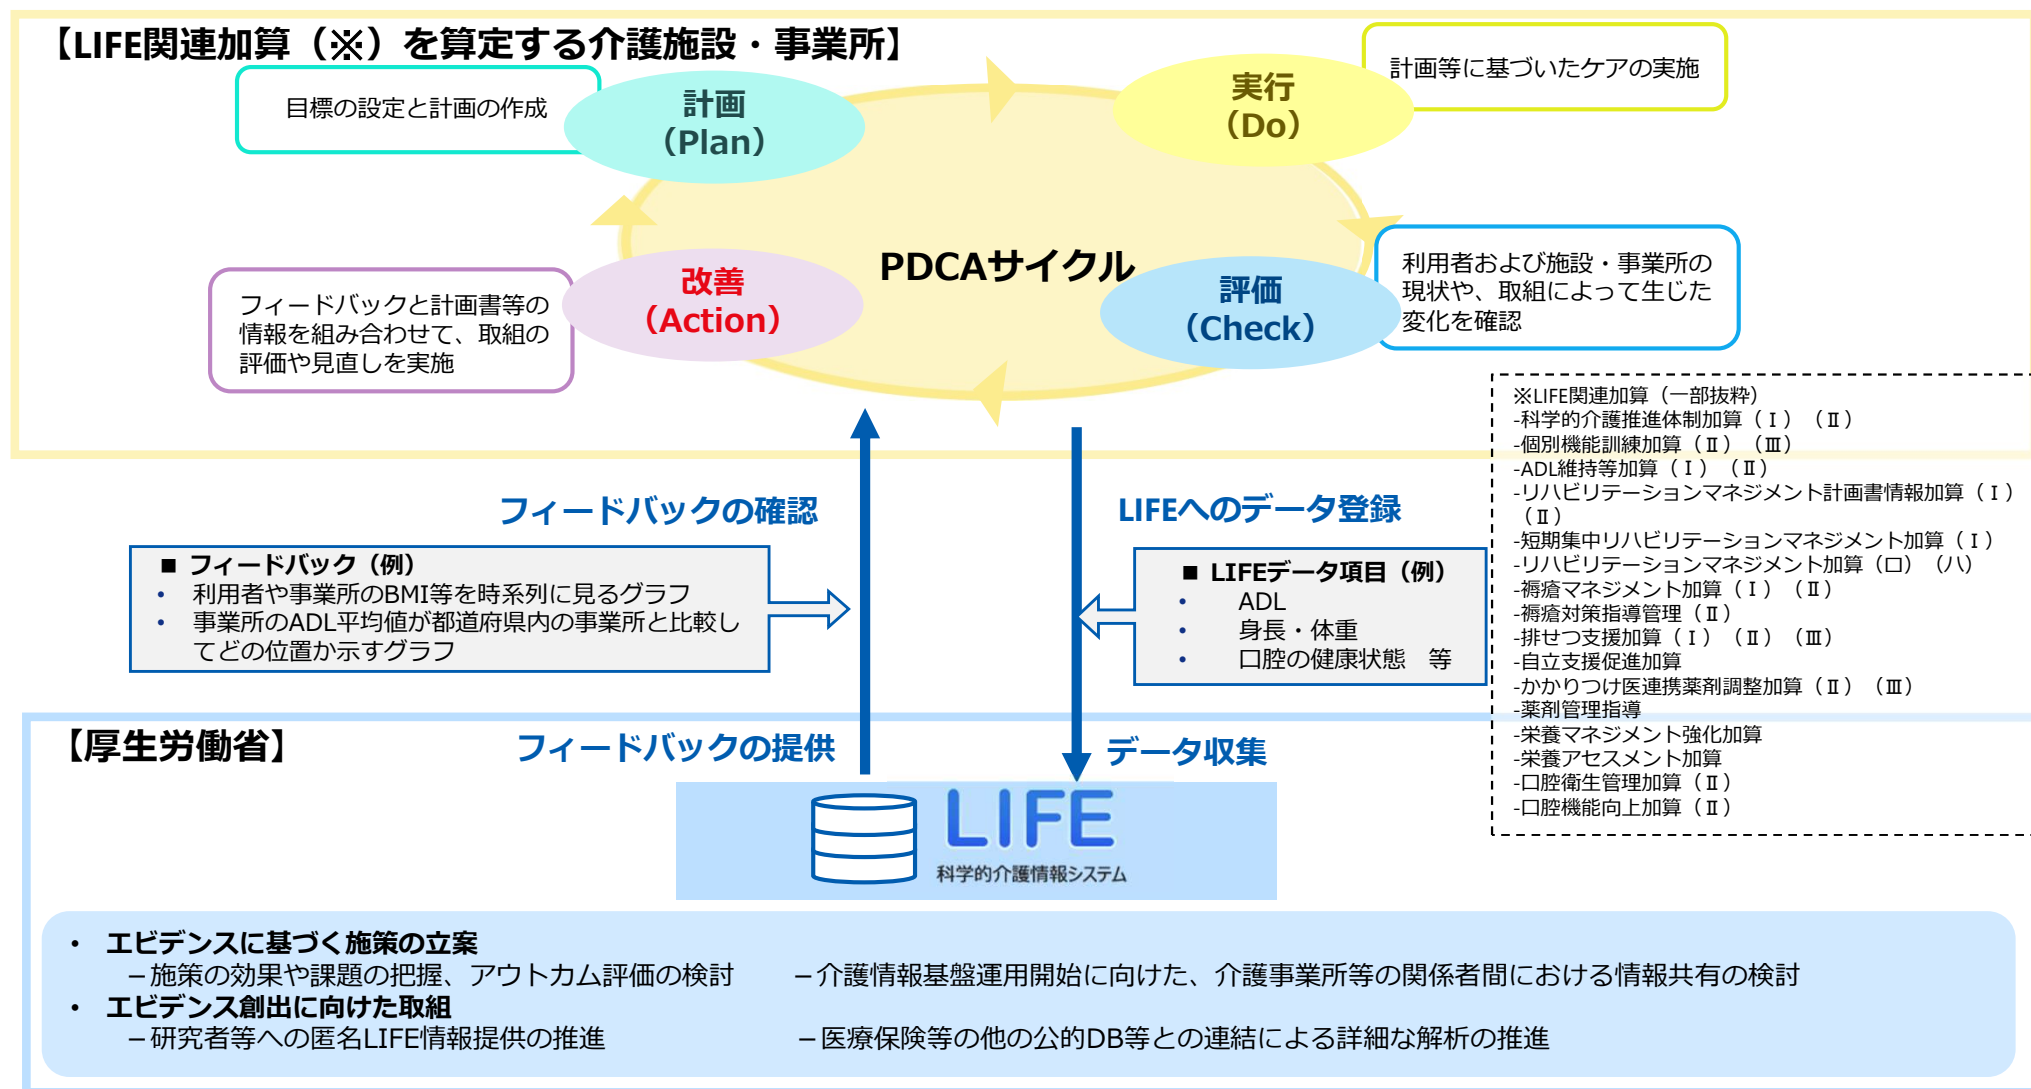 【LIFE関連加算（※）を算定する介護施設・事業所】
目標の設定と計画の作成
計画
（Plan）
実行
（Do）
計画等に基づいたケアの実施
PDCAサイクル
改善
（Action）
フィードバックと計画書等の
情報を組み合わせて、取組の
評価や見直しを実施
評価
（Check）
利用者および施設・事業所の
現状や、取組によって生じた
変化を確認
※LIFE関連加算（一部抜粋）
-科学的介護推進体制加算（Ⅰ）（Ⅱ）
-個別機能訓練加算（Ⅱ）（Ⅲ）
-ADL維持等加算（Ⅰ）（Ⅱ）
-リハビリテーションマネジメント計画書情報加算（Ⅰ）
（Ⅱ）
-短期集中リハビリテーションマネジメント加算（Ⅰ）
-リハビリテーションマネジメント加算（ロ）（ハ）
-褥瘡マネジメント加算（Ⅰ）（Ⅱ）
-褥瘡対策指導管理（Ⅱ）
-排せつ支援加算（Ⅰ）（Ⅱ）（Ⅲ）
-自立支援促進加算
-かかりつけ医連携薬剤調整加算（Ⅱ）（Ⅲ）
-薬剤管理指導
-栄養マネジメント強化加算
-栄養アセスメント加算
-口腔衛生管理加算（Ⅱ）
-口腔機能向上加算（Ⅱ）
フィードバックの確認
■ フィードバック（例）
• 利用者や事業所のBMI等を時系列に見るグラフ
• 事業所のADL平均値が都道府県内の事業所と比較し
てどの位置か示すグラフ
LIFEへのデータ登録
■ LIFEデータ項目（例）
• ADL
• 身長・体重
• 口腔の健康状態　等
【厚生労働省】
フィードバックの提供
データ収集
LIFE
科学的介護情報システム
• エビデンスに基づく施策の立案
－施策の効果や課題の把握、アウトカム評価の検討　　－介護情報基盤運用開始に向けた、介護事業所等の関係者間における情報共有の検討
• エビデンス創出に向けた取組
－研究者等への匿名LIFE情報提供の推進　　－医療保険等の他の公的DB等との連結による詳細な解析の推進